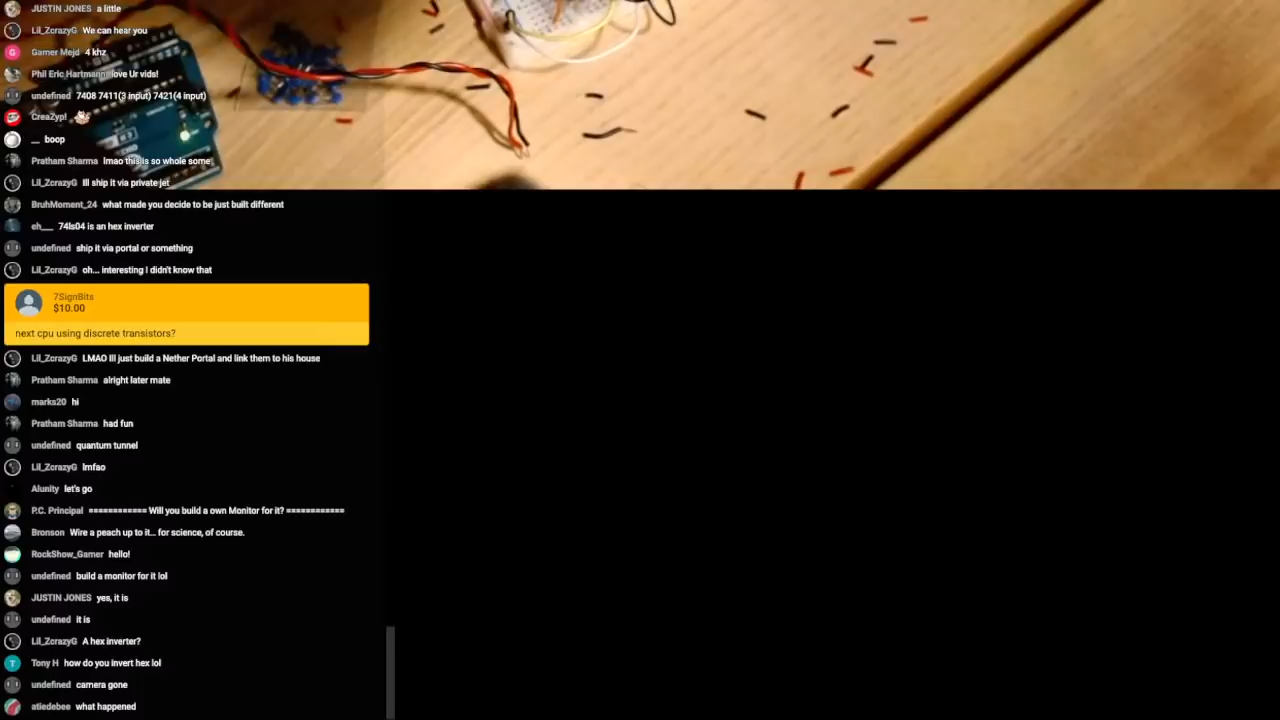 JUSTIN JONES a little
Lil_ZcrazyG We can hear you
G Gamer Mejd 4 khz
Phil Eric Hartmann love Ur vids!
undefined 7408 7411(3 input) 7421(4 input)
CreaZyp!
__ boop
Pratham Sharma lmao this is so whole some
Lil_ZcrazyG Ill ship it via private jet
BruhMoment_24 what made you decide to be just built different
eh___ 74ls04 is an hex inverter
undefined ship it via portal or something
Lil_ZcrazyG oh... interesting I didn't know that
7SignBits
$10.00
next cpu using discrete transistors?
Lil_ZcrazyG LMAO Ill just build a Nether Portal and link them to his house
Pratham Sharma alright later mate
marks20 hi
Pratham Sharma had fun
undefined quantum tunnel
Lil_ZcrazyG lmfao
Alunity let's go
P.C. Principal ============ Will you build a own Monitor for it? ============
Bronson Wire a peach up to it... for science, of course.
RockShow_Gamer hello!
undefined build a monitor for it lol
JUSTIN JONES yes, it is
undefined it is
Lil_ZcrazyG A hex inverter?
T Tony H how do you invert hex lol
undefined camera gone
atiedebee what happened